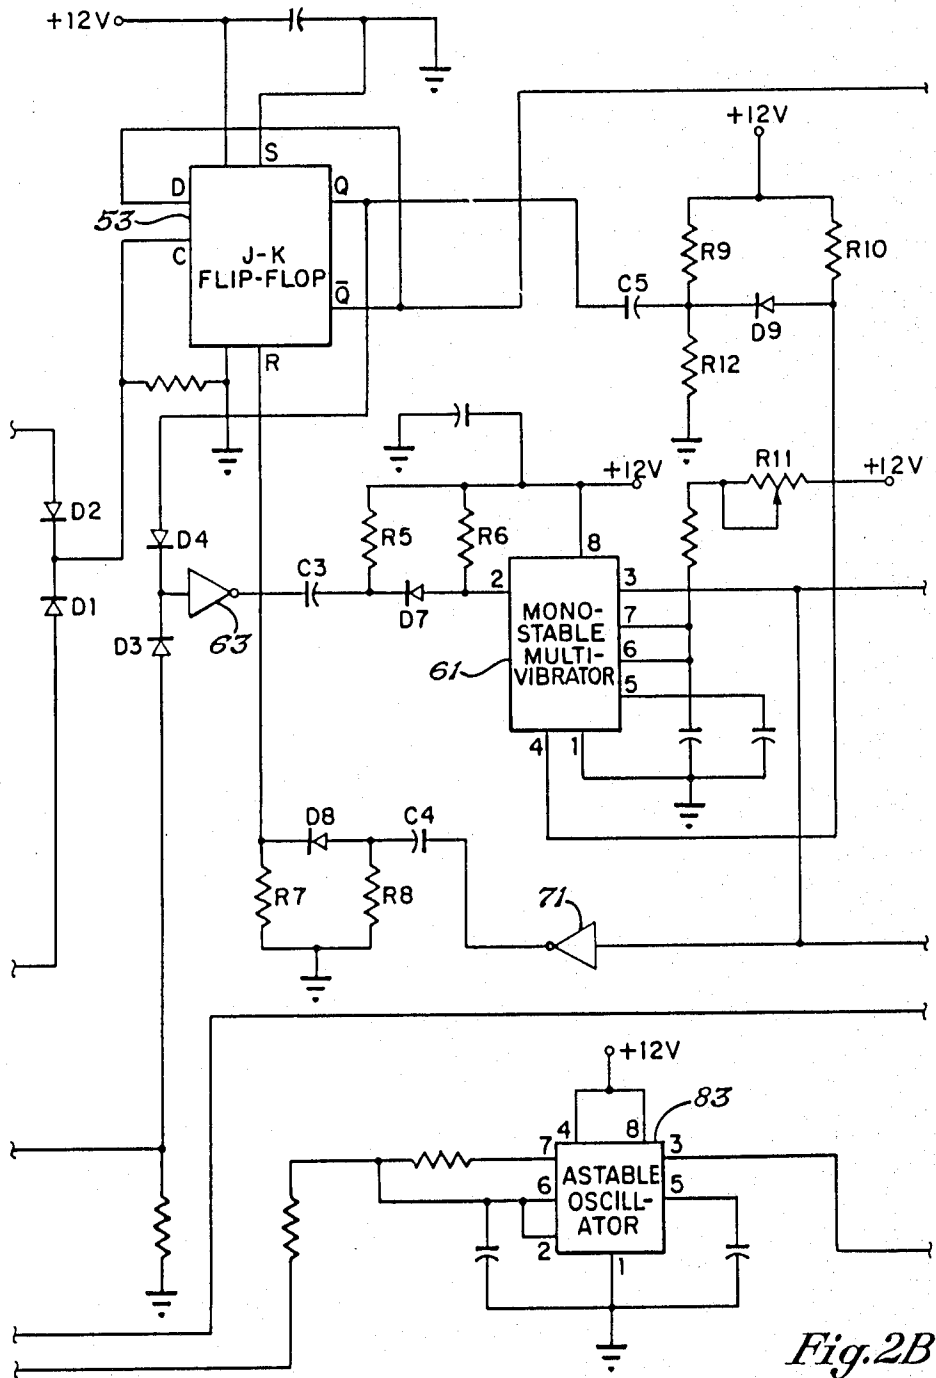 +12V
S
+12V
D
Q
53
C
J-K
FLIP-FLOP
R9
R10
Q̅
C5
D9
R
R12
+12V
R11
+12V
D2
D4
R5
R6
8
C3
2
3
D1
63
D7
MONO-
STABLE
MULTI-
VIBRATOR
7
D3
61
6
5
4
1
D8
C4
R7
R8
71
+12V
83
4
8
7
3
ASTABLE
OSCILL-
ATOR
6
5
2
1
Fig.2B